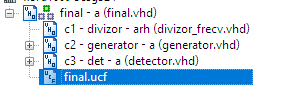 final - a (final.vhd)
c1 - divizor - arh (divizor_frecv.vhd)
c2 - generator - a (generator.vhd)
c3 - det - a (detector.vhd)
final.ucf